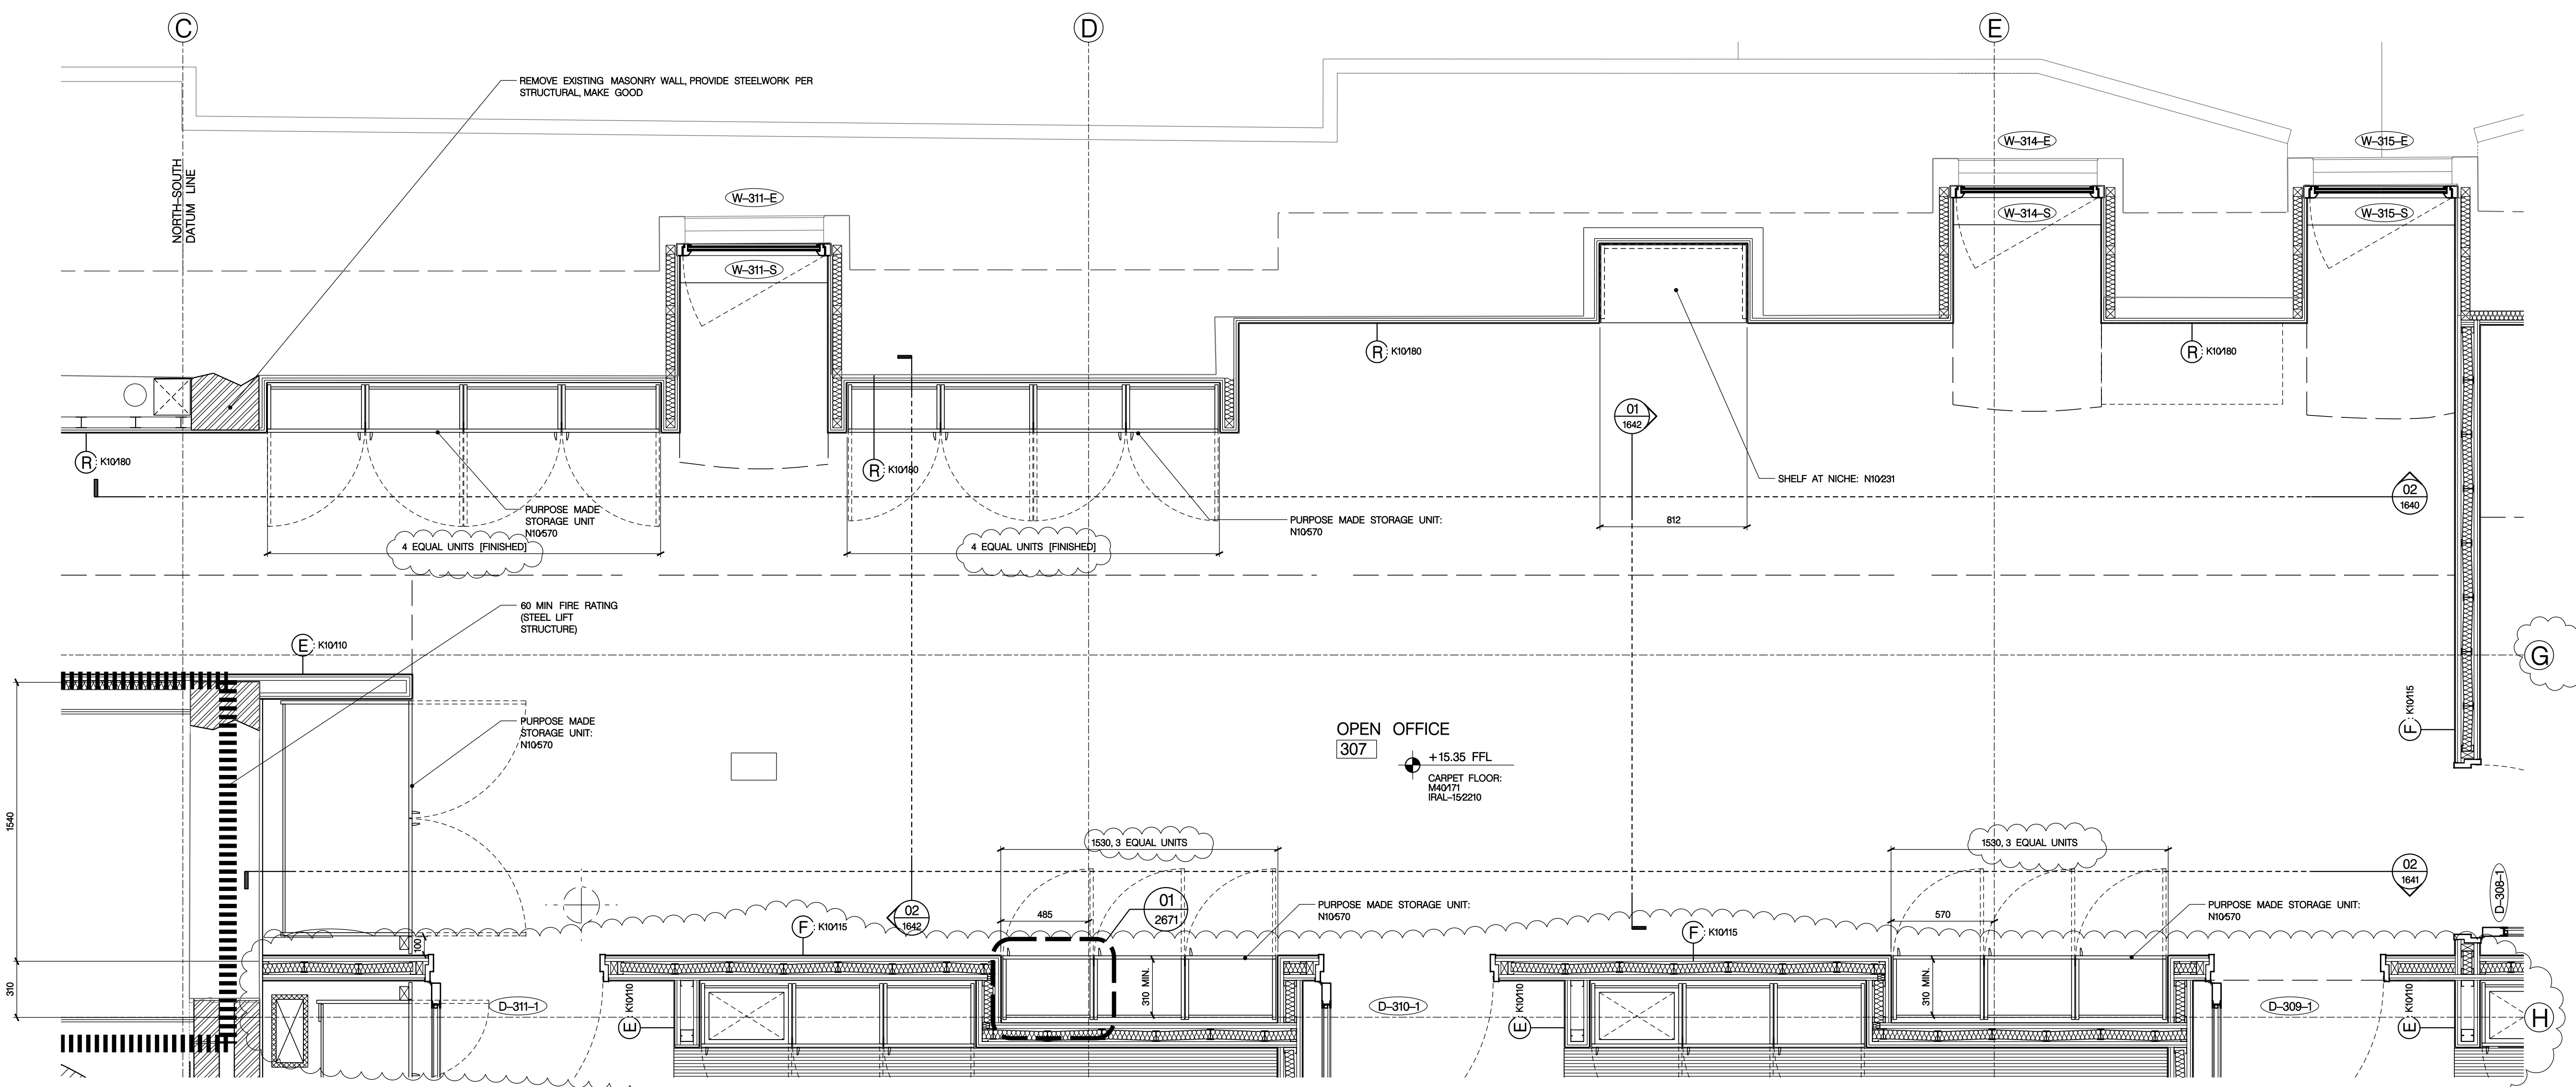 C
D
E
REMOVE EXISTING MASONRY WALL, PROVIDE STEELWORK PER
STRUCTURAL, MAKE GOOD
NORTH-SOUTH
DATUM LINE
W-311-E
W-311-S
W-314-E
W-314-S
W-315-E
W-315-S
R : K10/180
R : K10/180
R : K10/180
R : K10/180
01
1642
SHELF AT NICHE: N10/231
02
1640
PURPOSE MADE
STORAGE UNIT
N10/570
PURPOSE MADE STORAGE UNIT:
N10/570
812
4 EQUAL UNITS [FINISHED]
4 EQUAL UNITS [FINISHED]
60 MIN FIRE RATING
(STEEL LIFT
STRUCTURE)
E : K10/110
G
F : K10/115
PURPOSE MADE
STORAGE UNIT:
N10/570
OPEN OFFICE
307
+15.35 FFL
CARPET FLOOR:
M40/171
IRAL-15/2210
1540
1530, 3 EQUAL UNITS
1530, 3 EQUAL UNITS
02
1641
D-308-1
PURPOSE MADE STORAGE UNIT:
N10/570
PURPOSE MADE STORAGE UNIT:
N10/570
485
570
01
2671
02
1642
F : K10/115
F : K10/115
100
310
310 MIN.
310 MIN.
D-311-1
D-310-1
D-309-1
E : K10/110
E : K10/110
E : K10/110
H